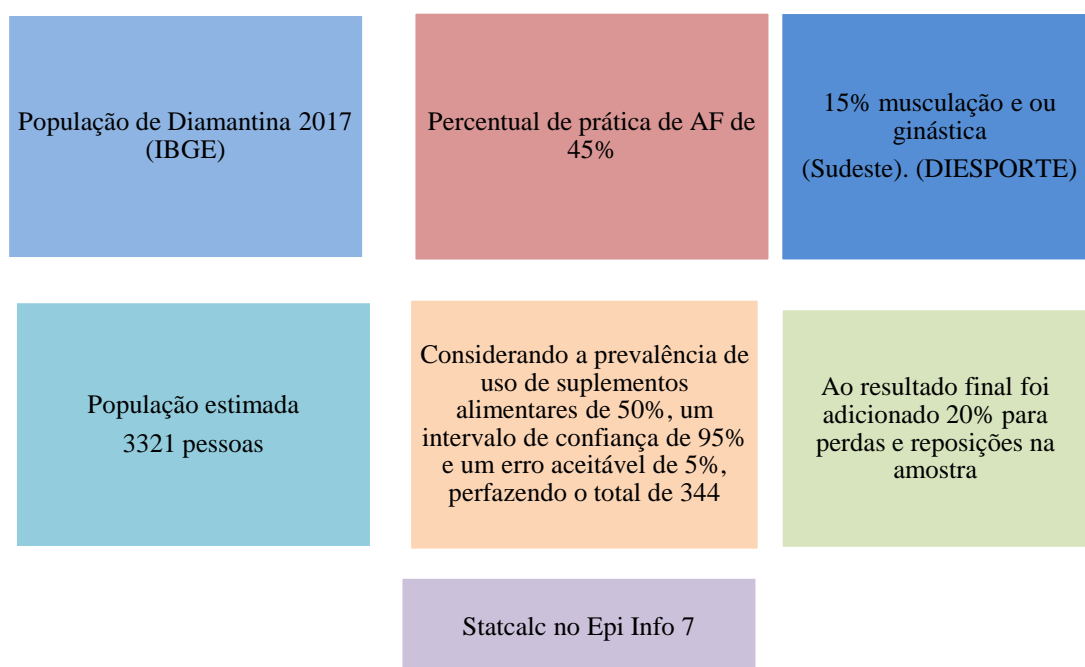 População de Diamantina 2017
(IBGE)
Percentual de prática de AF de
45%
15% musculação e ou
ginástica
(Sudeste). (DIESPORTE)
População estimada
3321 pessoas
Considerando a prevalência de
uso de suplementos
alimentares de 50%, um
intervalo de confiança de 95%
e um erro aceitável de 5%,
perfazendo o total de 344
Ao resultado final foi
adicionado 20% para
perdas e reposições na
amostra
Statcalc no Epi Info 7